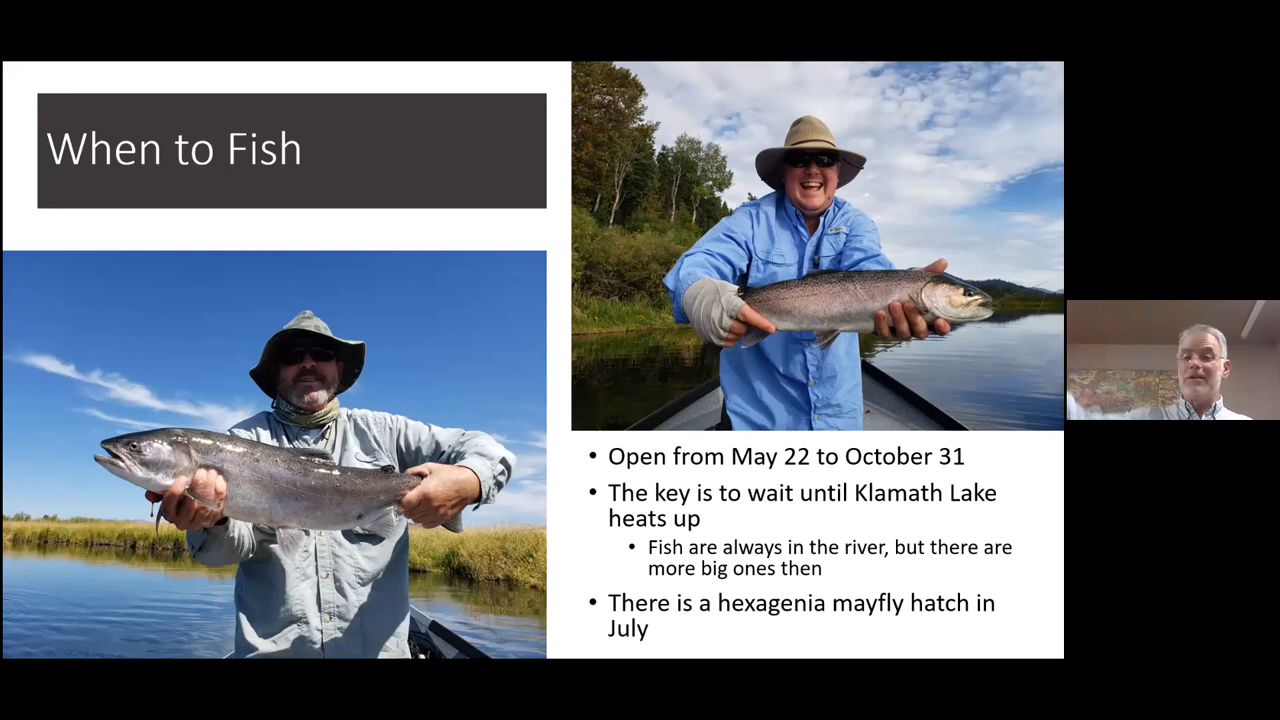 When to Fish
• Open from May 22 to October 31
• The key is to wait until Klamath Lake
heats up
• Fish are always in the river, but there are
more big ones then
• There is a hexagenia mayfly hatch in
July